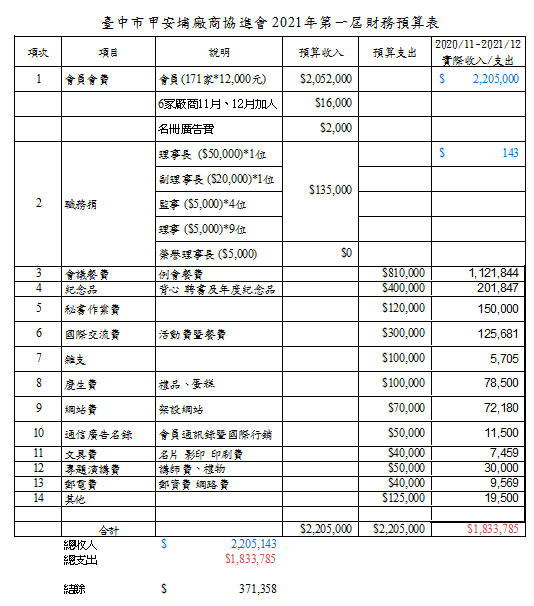 臺中市甲安埔廠商協進會2021年第一屆財務預算表
項次 項目 說明 預算收入 預算支出 2020/11-2021/12
實際收入/支出
1 會員會費 會員(171家*12,000元) $2,052,000 $ 2,205,000
6家廠商11月、12月加入 $16,000
名冊廣告費 $2,000
理事長 ($50,000)*1位 $ 143
副理事長 ($20,000)*1位
2 職務捐 監事 ($5,000)*4位 $135,000
理事 ($5,000)*9位
榮譽理事長 ($5,000) $0
3 會議餐費 例會餐費 $810,000 1,121,844
4 紀念品 背心 聘書及年度紀念品 $400,000 201,847
5 秘書作業費 $120,000 150,000
6 國際交流費 活動費暨餐費 $300,000 125,681
7 雜支 $100,000 5,705
8 慶生費 禮品、蛋糕 $100,000 78,500
9 網站費 架設網站 $70,000 72,180
10 通信廣告名錄 會員通訊錄暨國際行銷 $50,000 11,500
11 文具費 名片 影印 印刷費 $40,000 7,459
12 專題演講費 講師費、禮物 $50,000 30,000
13 郵電費 郵資費 網路費 $40,000 9,569
14 其他 $125,000 19,500
合計 $2,205,000 $2,205,000 $1,833,785
總收入 $ 2,205,143
總支出 $1,833,785
結餘 $ 371,358